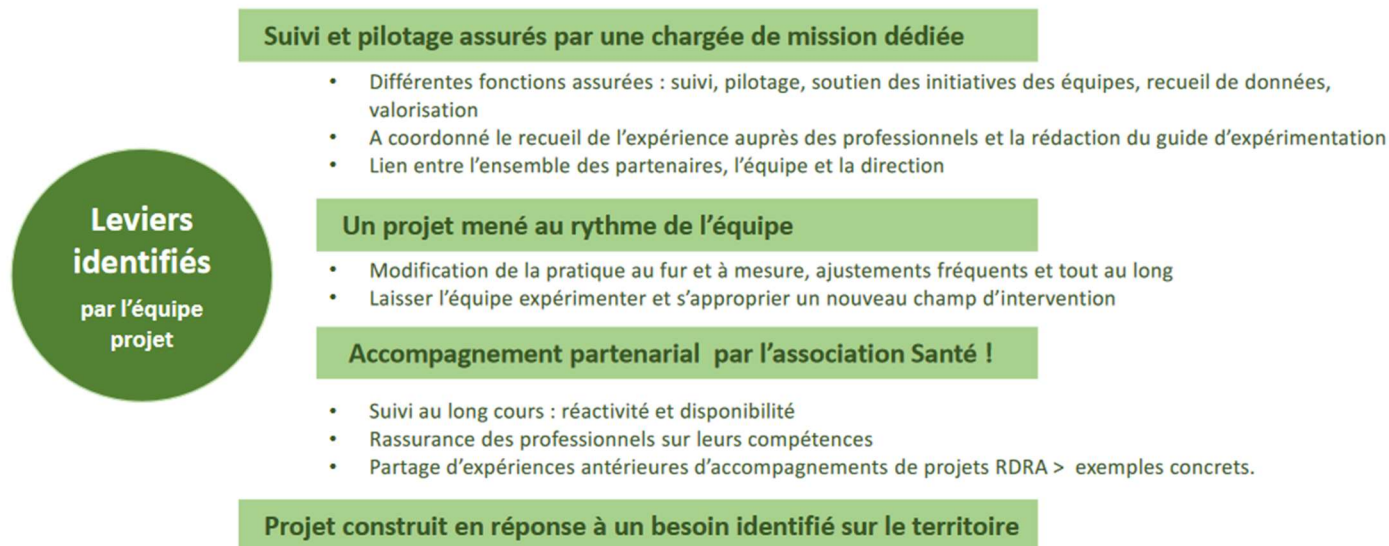 Suivi et pilotage assurés par une chargée de mission dédiée
• Différentes fonctions assurées : suivi, pilotage, soutien des initiatives des équipes, recueil de données,
valorisation
• A coordonné le recueil de l’expérience auprès des professionnels et la rédaction du guide d’expérimentation
• Lien entre l’ensemble des partenaires, l’équipe et la direction
Leviers
identifiés
par l’équipe
projet
Un projet mené au rythme de l’équipe
• Modification de la pratique au fur et à mesure, ajustements fréquents et tout au long
• Laisser l’équipe expérimenter et s’approprier un nouveau champ d’intervention
Accompagnement partenarial par l’association Santé !
• Suivi au long cours : réactivité et disponibilité
• Rassurance des professionnels sur leurs compétences
• Partage d’expériences antérieures d’accompagnements de projets RDRA > exemples concrets.
Projet construit en réponse à un besoin identifié sur le territoire